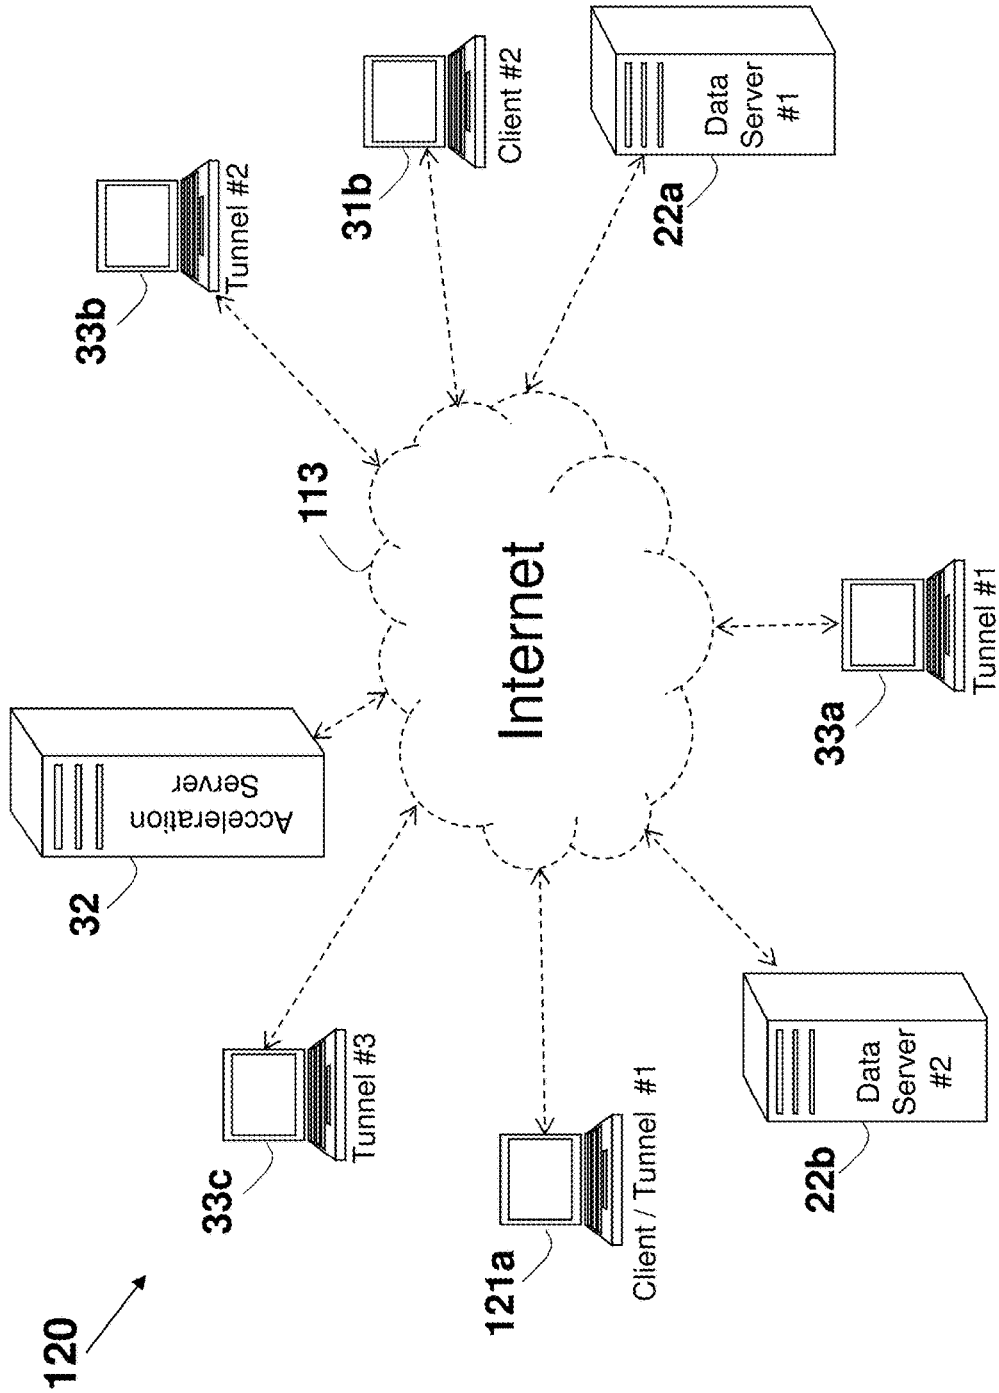 120
32
33b
Acceleration
Server
33c
Tunnel #2
113
31b
Tunnel #3
121a
Client #2
Internet
Client / Tunnel #1
22a
Data
Server
#1
22b
33a
Data
Server
#2
Tunnel #1